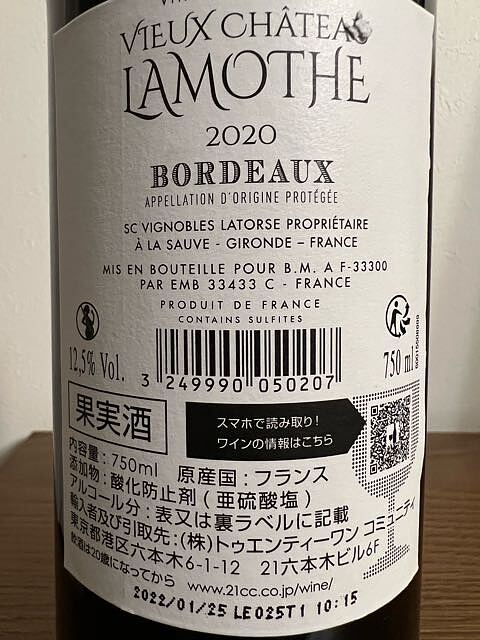 VIEUX CHÂTEAU
LAMOTHE
2020
BORDEAUX
APPELLATION D'ORIGINE PROTÉGÉE
SC VIGNOBLES LATORSE PROPRIÉTAIRE
À LA SAUVE - GIRONDE – FRANCE
MIS EN BOUTEILLE POUR B.M. A F-33300
PAR EMB 33433 C - FRANCE
PRODUIT DE FRANCE
CONTAINS SULFITES
12,5% Vol.
3 249990 050207
750 ml
果実酒
スマホで読み取り!
ワインの情報はこちら
内容量:750ml 原産国:フランス
添加物:酸化防止剤(亜硫酸塩)
アルコール分:表又は裏ラベルに記載
輸入者及び引取先:(株)トゥエンティーワン コミュニティ
東京都港区六本木6-1-12 21六本木ビル6F
飲酒は20歳になってから www.21cc.co.jp/wine/
2022/01/25 LE025T1 10:15